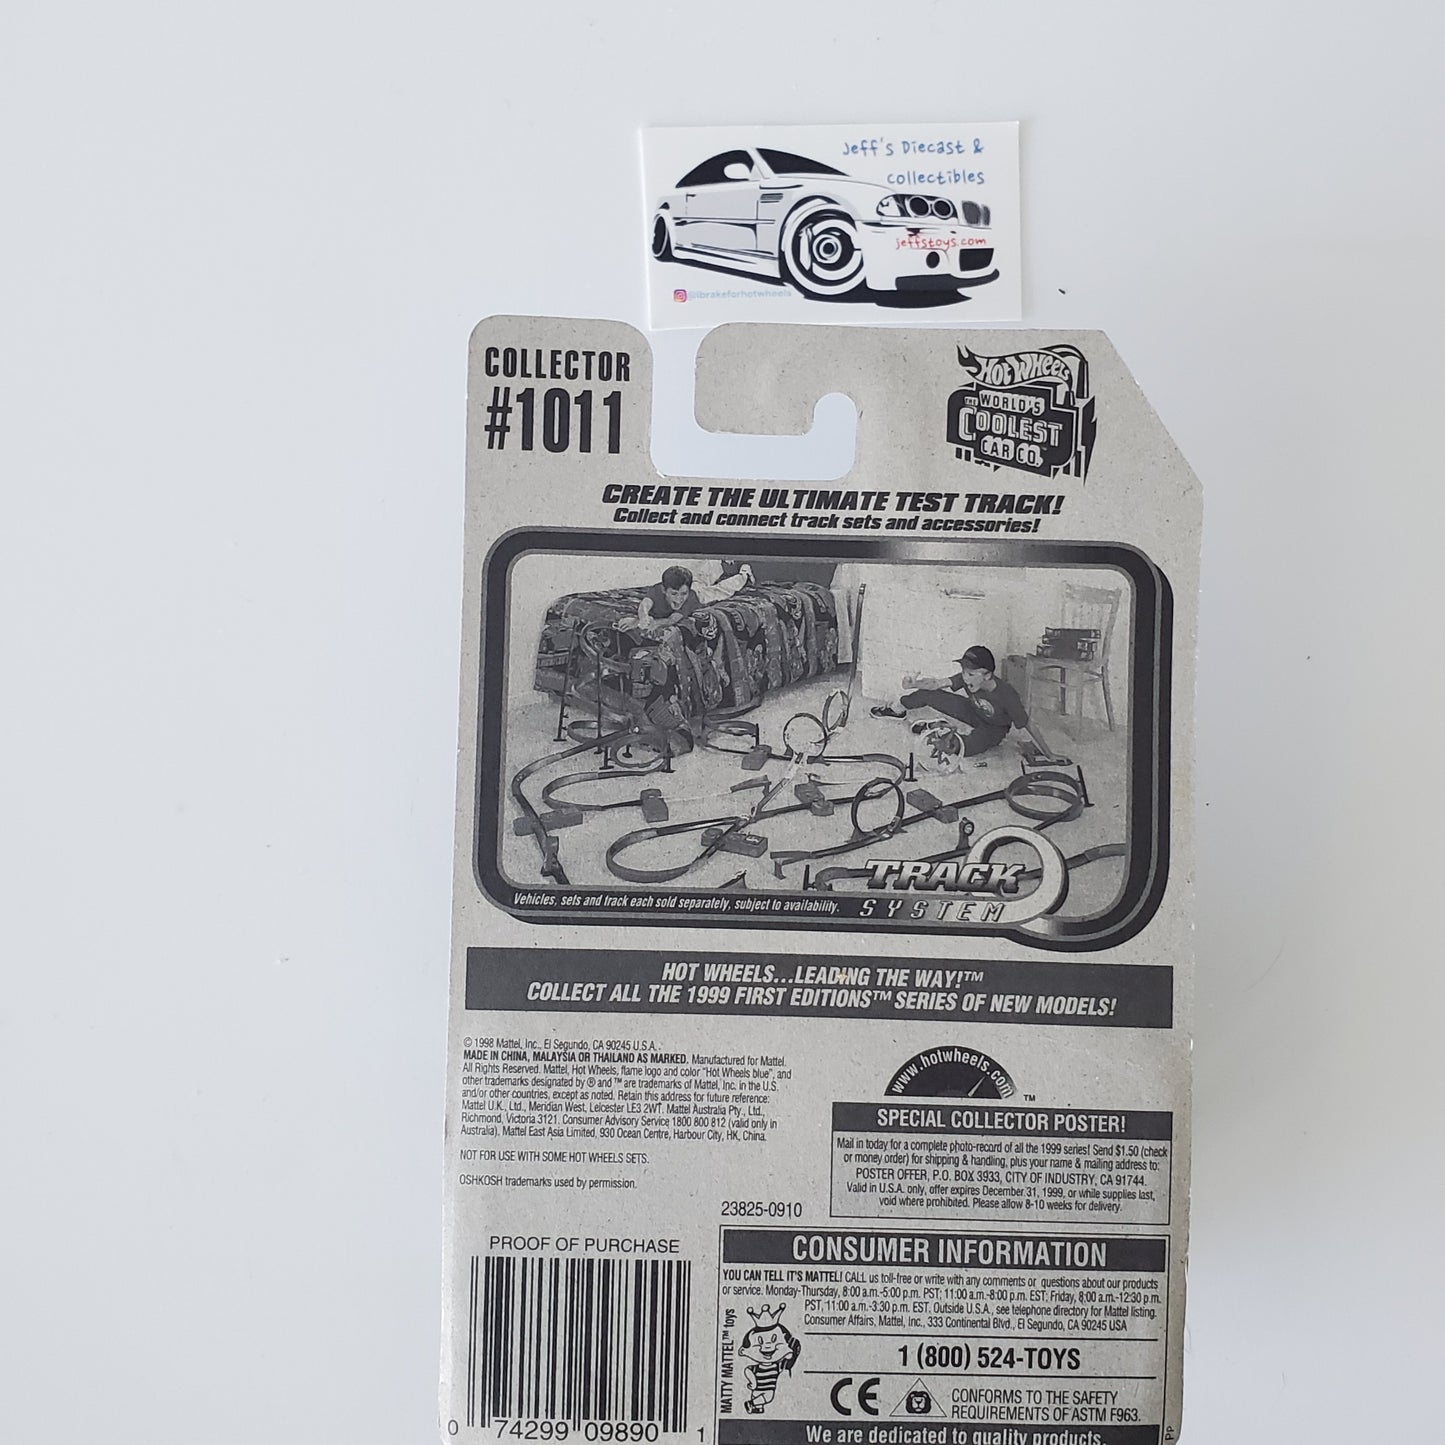 Jeff's Diecast &
collectibles
jeffstoys.com
@ibrakeforhotwheels
COLLECTOR
#1011
HOT WHEELS
THE WORLD'S
COOLEST
CAR CO.™
CREATE THE ULTIMATE TEST TRACK!
Collect and connect track sets and accessories!
Vehicles, sets and track each sold separately, subject to availability.
TRACK
SYSTEM
HOT WHEELS...LEADING THE WAY!™
COLLECT ALL THE 1999 FIRST EDITIONS™ SERIES OF NEW MODELS!
© 1998 Mattel, Inc., El Segundo, CA 90245 U.S.A..
MADE IN CHINA, MALAYSIA OR THAILAND AS MARKED. Manufactured for Mattel.
All Rights Reserved. Mattel, Hot Wheels, flame logo and color "Hot Wheels blue", and
other trademarks designated by ® and ™ are trademarks of Mattel, Inc. in the U.S.
and/or other countries, except as noted. Retain this address for future reference:
Mattel U.K., Ltd., Meridian West, Leicester LE3 2WT. Mattel Australia Pty., Ltd.,
Richmond, Victoria 3121. Consumer Advisory Service 1800 800 812 (valid only in
Australia). Mattel East Asia Limited, 930 Ocean Centre, Harbour City, HK, China.
NOT FOR USE WITH SOME HOT WHEELS SETS.
OSHKOSH trademarks used by permission.
www.hotwheels.com ™
SPECIAL COLLECTOR POSTER!
Mail in today for a complete photo-record of all the 1999 series! Send $1.50 (check
or money order) for shipping & handling, plus your name & mailing address to:
POSTER OFFER, P.O. BOX 3933, CITY OF INDUSTRY, CA 91744.
Valid in U.S.A. only, offer expires December 31, 1999, or while supplies last,
void where prohibited. Please allow 8-10 weeks for delivery.
23825-0910
PROOF OF PURCHASE
0 74299 09890 1
CONSUMER INFORMATION
YOU CAN TELL IT'S MATTEL! CALL us toll-free or write with any comments or questions about our products
or service. Monday-Thursday, 8:00 a.m.-5:00 p.m. PST; 11:00 a.m.-8:00 p.m. EST; Friday, 8:00 a.m.-12:30 p.m.
PST, 11:00 a.m.-3:30 p.m. EST. Outside U.S.A., see telephone directory for Mattel listing.
Consumer Affairs, Mattel, Inc., 333 Continental Blvd., El Segundo, CA 90245 USA
MATTY MATTEL™ toys
1 (800) 524-TOYS
CE
CONFORMS TO THE SAFETY
REQUIREMENTS OF ASTM F963.
We are dedicated to quality products.
PP